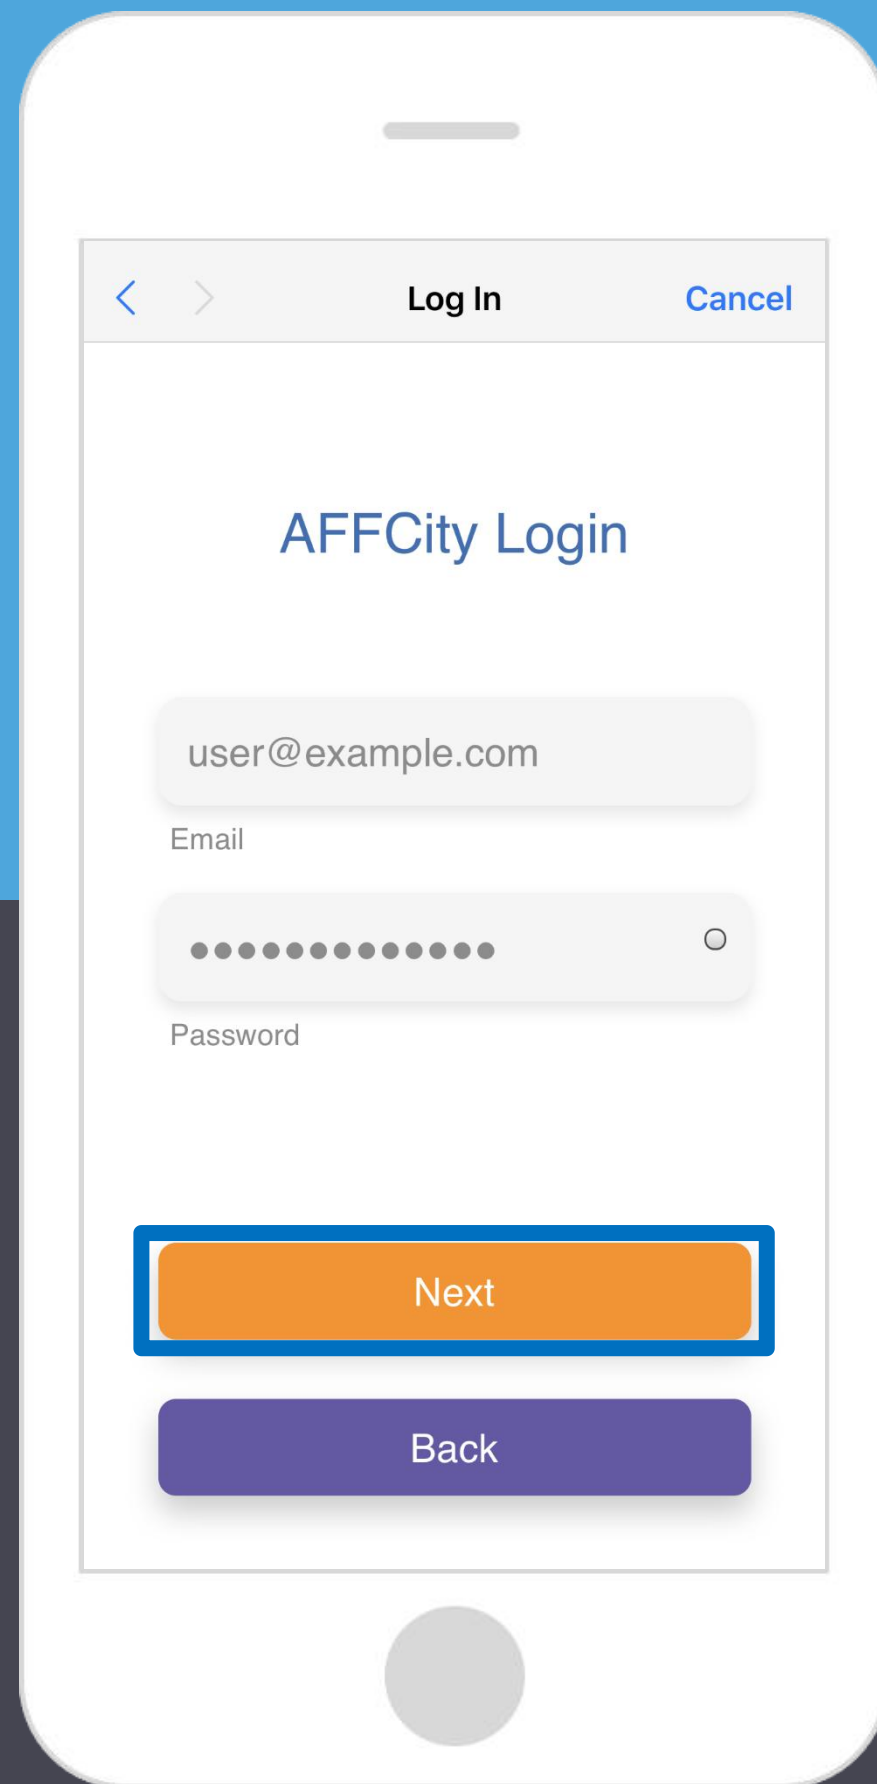 Log In
Cancel
AFFCity Login
user@example.com
Email
•••••••••••••
Password
Next
Back